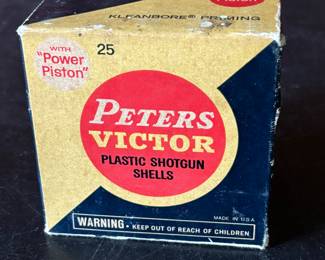 KLEANBORE® PRIMING
WITH
"Power
Piston"
25
PETERS
VICTOR
PLASTIC SHOTGUN
SHELLS
MADE IN U.S.A.
WARNING • KEEP OUT OF REACH OF CHILDREN